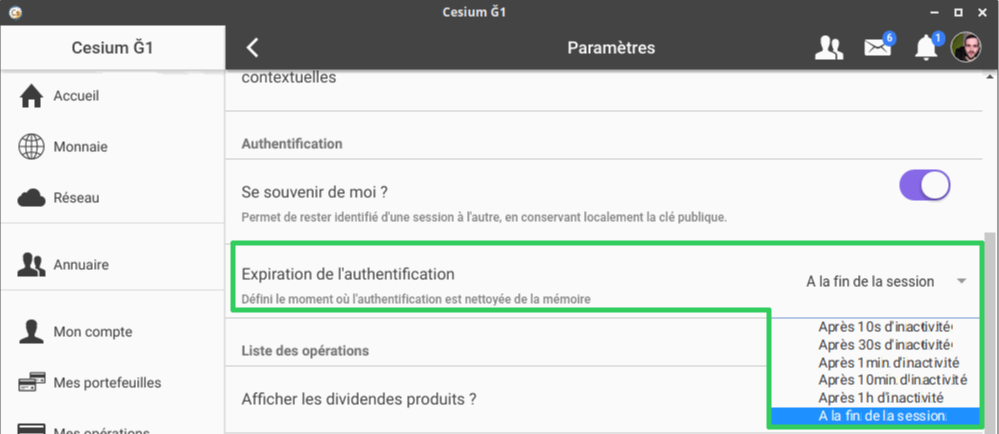 Cesium Ğ1
Cesium Ğ1
Paramètres
6
1
contextuelles
Accueil
Monnaie
Réseau
Annuaire
Mon compte
Mes portefeuilles
Mes opérations
Authentification
Se souvenir de moi ?
Permet de rester identifié d'une session à l'autre, en conservant localement la clé publique.
Expiration de l'authentification
A la fin de la session
Défini le moment où l'authentification est nettoyée de la mémoire
Après 10s d'inactivité
Après 30s d'inactivité
Après 1min d'inactivité
Après 10min d'inactivité
Après 1h d'inactivité
A la fin de la session
Liste des opérations
Afficher les dividendes produits ?